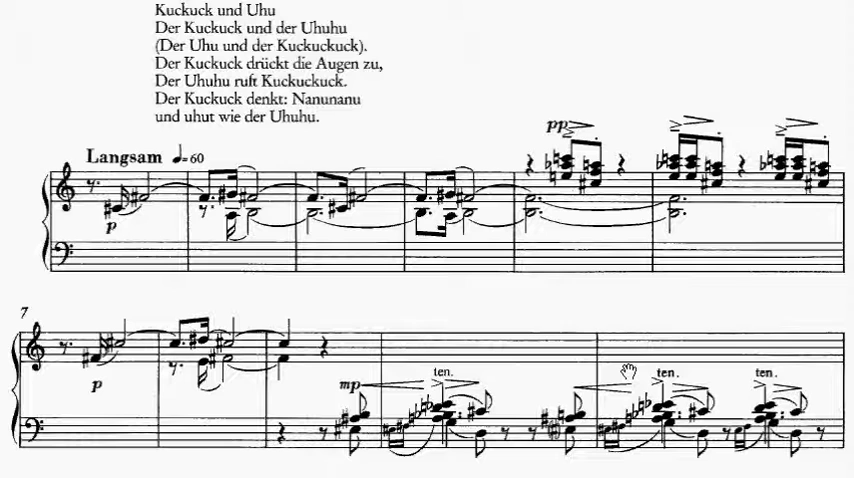 Kuckuck und Uhu
Der Kuckuck und der Uhuhu
(Der Uhu und der Kuckuckuck).
Der Kuckuck drückt die Augen zu,
Der Uhuhu ruft Kuckuckuck.
Der Kuckuck denkt: Nanunanu
und uhut wie der Uhuhu.
pp
Langsam ♩=60
p
7
p
mp
ten.
ten.
ten.